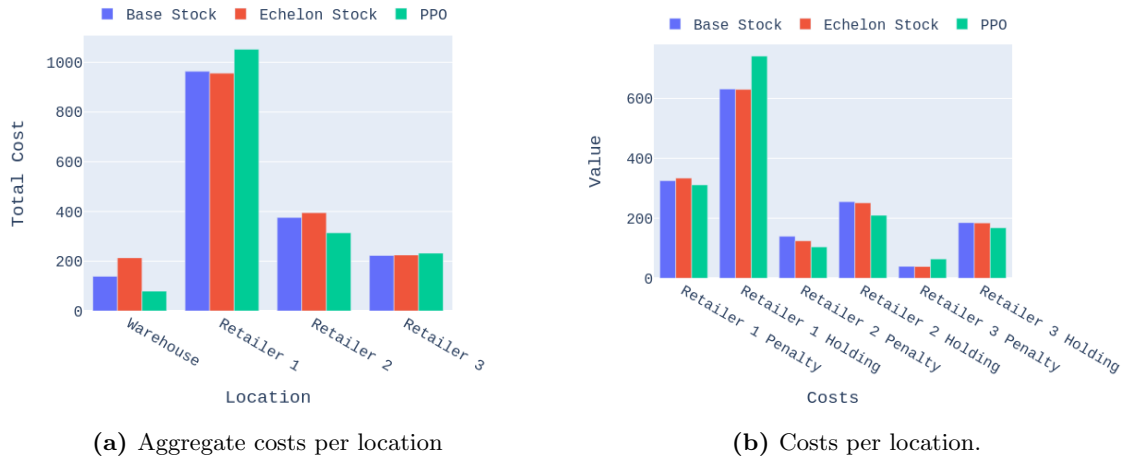 Base Stock Echelon Stock PPO
Total Cost
1000
800
600
400
200
0
Warehouse
Retailer 1
Retailer 2
Retailer 3
Location
(a) Aggregate costs per location
Base Stock Echelon Stock PPO
Value
600
400
200
0
Retailer 1 Penalty
Retailer 1 Holding
Retailer 2 Penalty
Retailer 2 Holding
Retailer 3 Penalty
Retailer 3 Holding
Costs
(b) Costs per location.